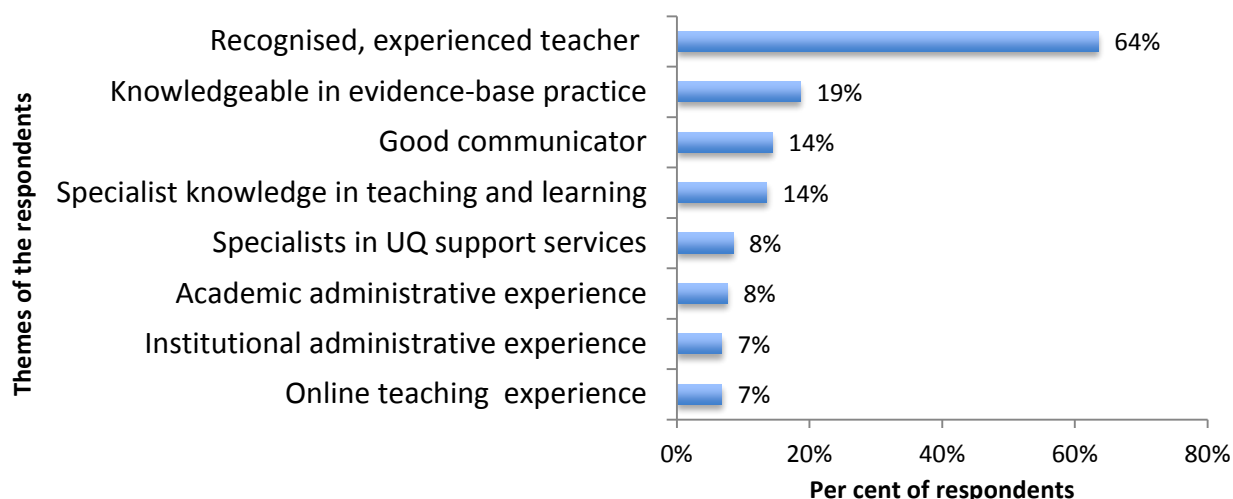 Themes of the respondents
Recognised, experienced teacher 64%
Knowledgeable in evidence-base practice 19%
Good communicator 14%
Specialist knowledge in teaching and learning 14%
Specialists in UQ support services 8%
Academic administrative experience 8%
Institutional administrative experience 7%
Online teaching experience 7%
0% 20% 40% 60% 80%
Per cent of respondents